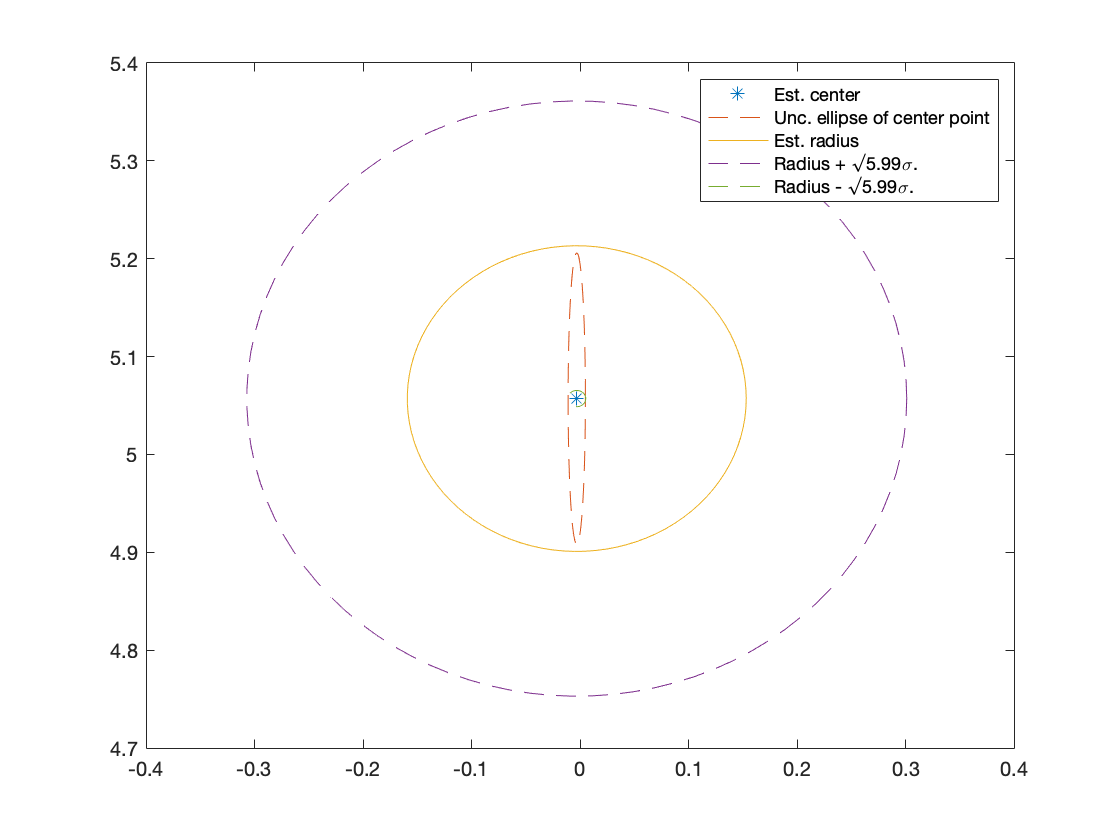 5.4
Est. center
Unc. ellipse of center point
Est. radius
Radius + √5.99σ.
Radius - √5.99σ.
5.3
5.2
5.1
5
4.9
4.8
4.7
-0.4 -0.3 -0.2 -0.1 0 0.1 0.2 0.3 0.4